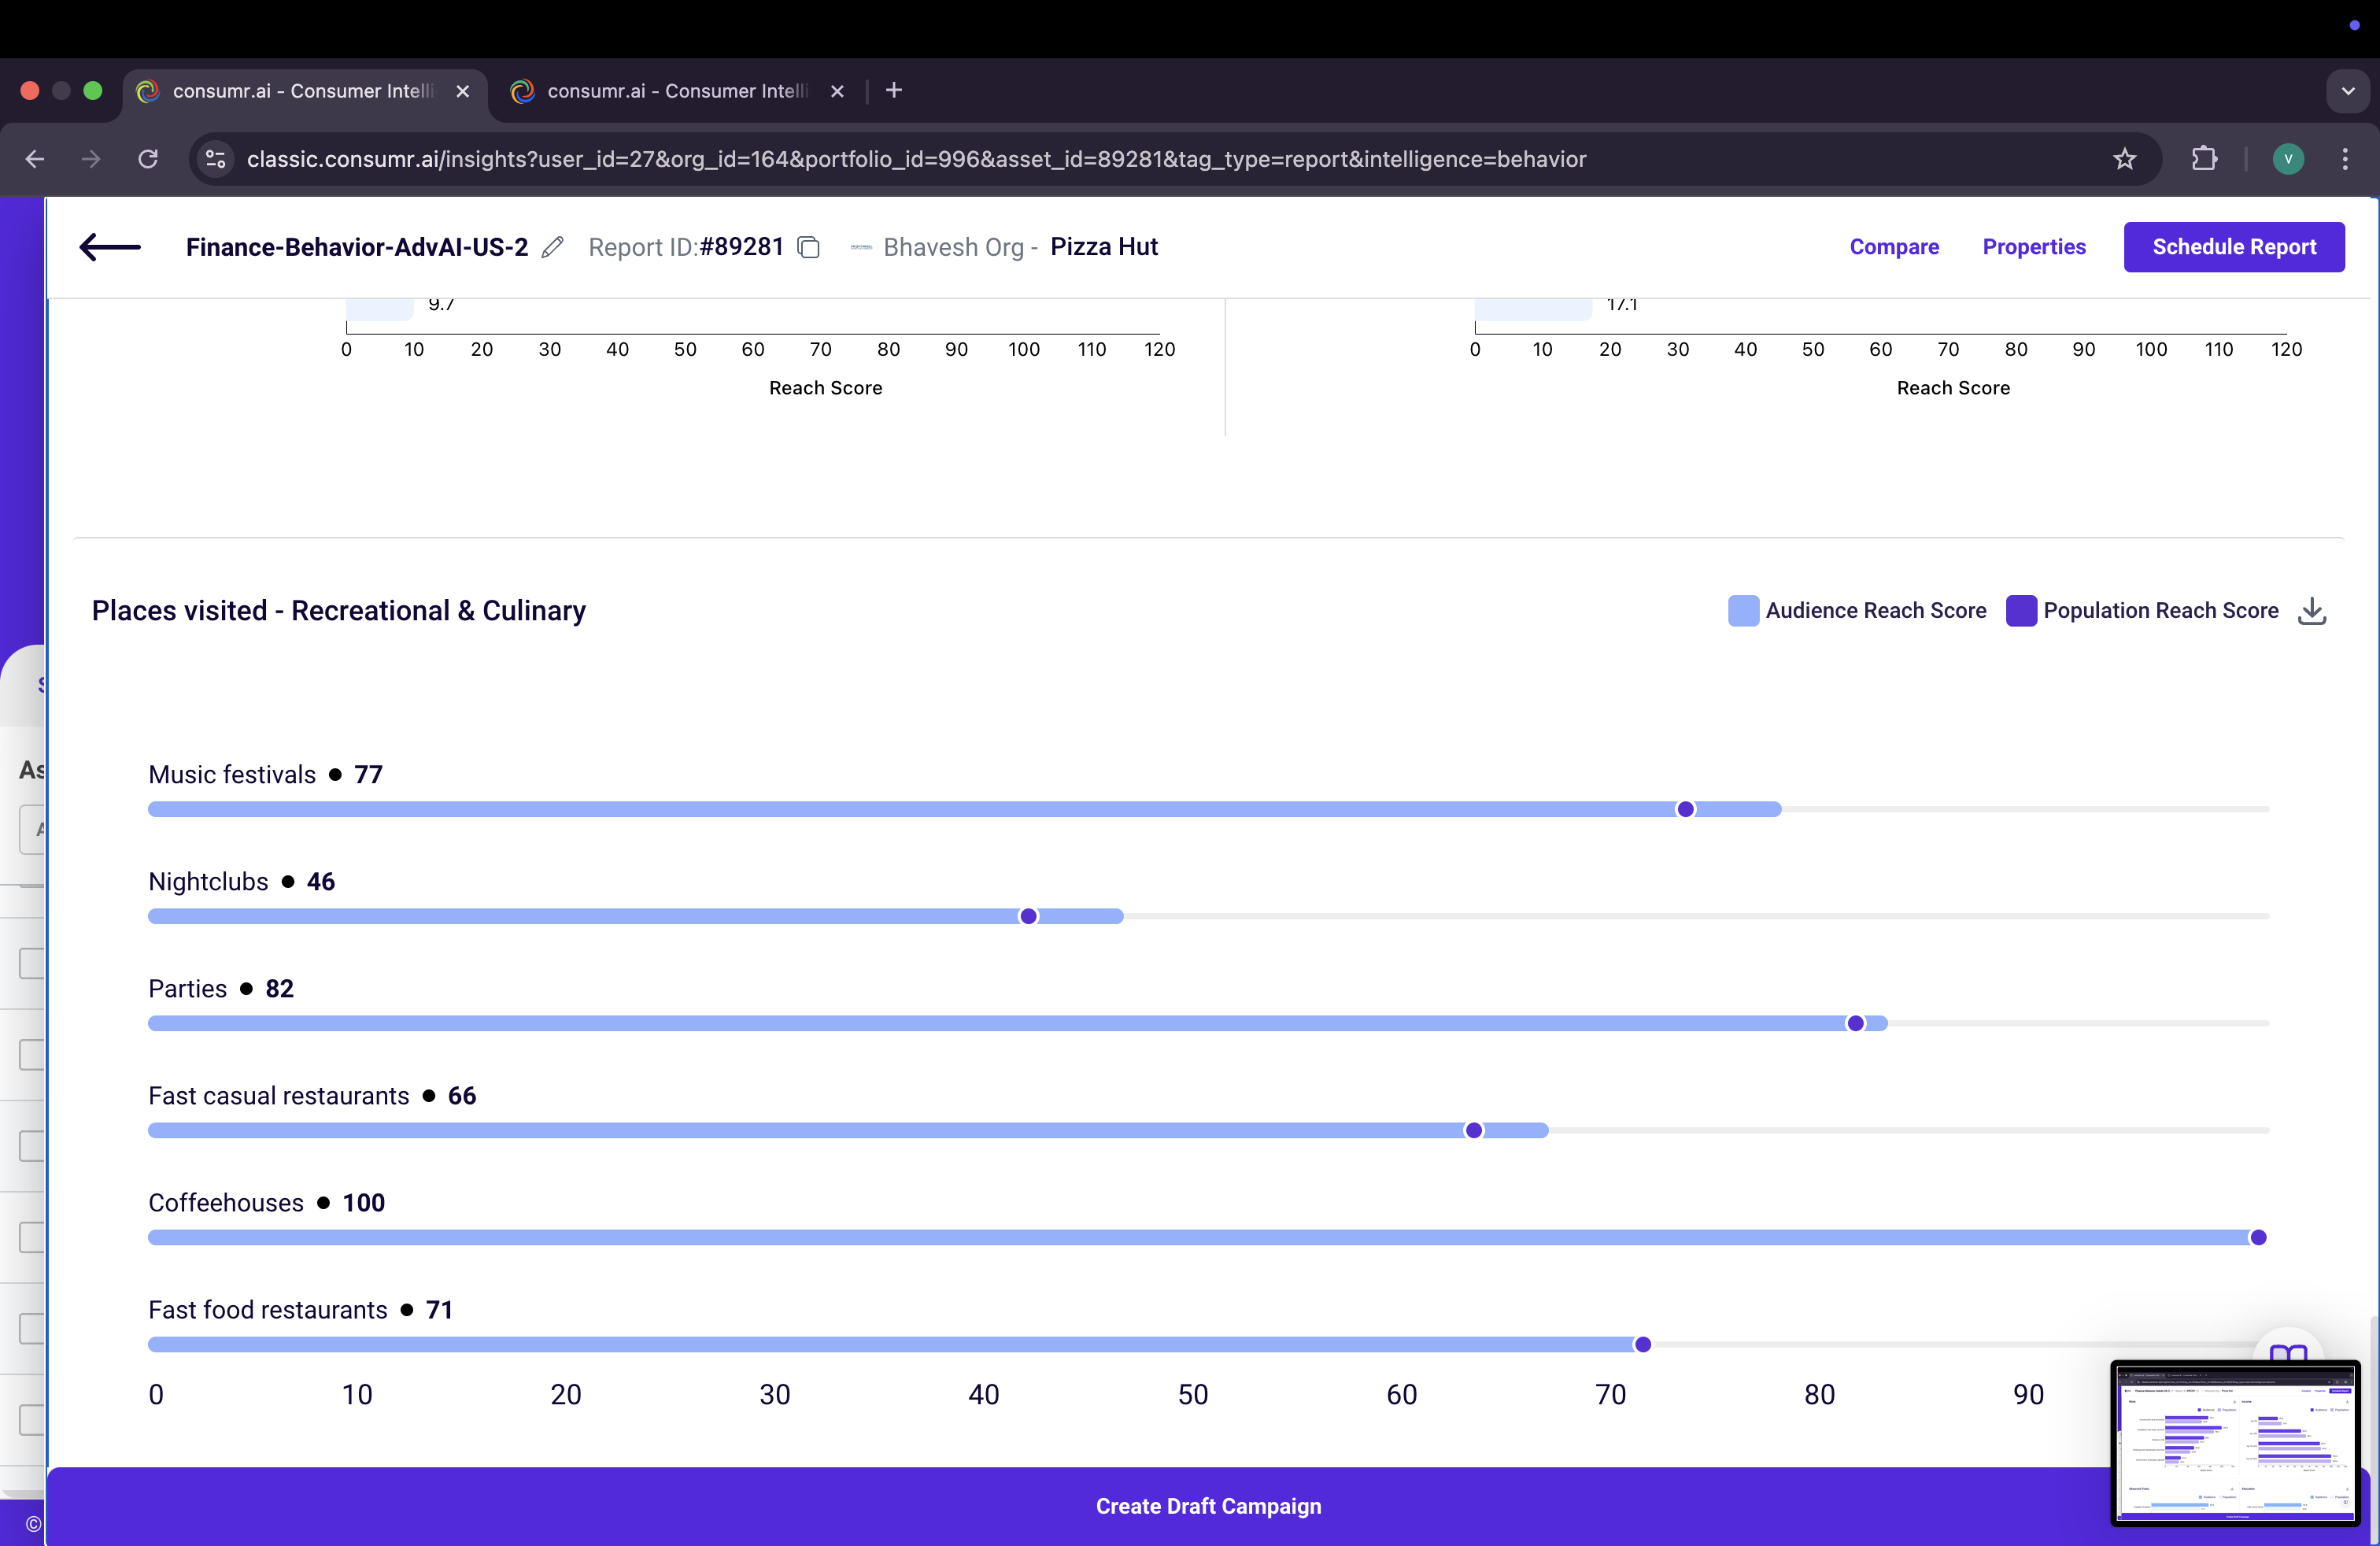 consumr.ai - Consumer Intelli
consumr.ai - Consumer Intelli
classic.consumr.ai/insights?user_id=27&org_id=164&portfolio_id=996&asset_id=89281&tag_type=report&intelligence=behavior
V
Finance-Behavior-AdvAI-US-2 Report ID:#89281 Bhavesh Org - Pizza Hut
Compare Properties Schedule Report
9.7
0 10 20 30 40 50 60 70 80 90 100 110 120
Reach Score
17.1
0 10 20 30 40 50 60 70 80 90 100 110 120
Reach Score
Places visited - Recreational & Culinary
Audience Reach Score Population Reach Score
Music festivals ● 77
Nightclubs ● 46
Parties ● 82
Fast casual restaurants ● 66
Coffeehouses ● 100
Fast food restaurants ● 71
0 10 20 30 40 50 60 70 80 90
Create Draft Campaign
As
©